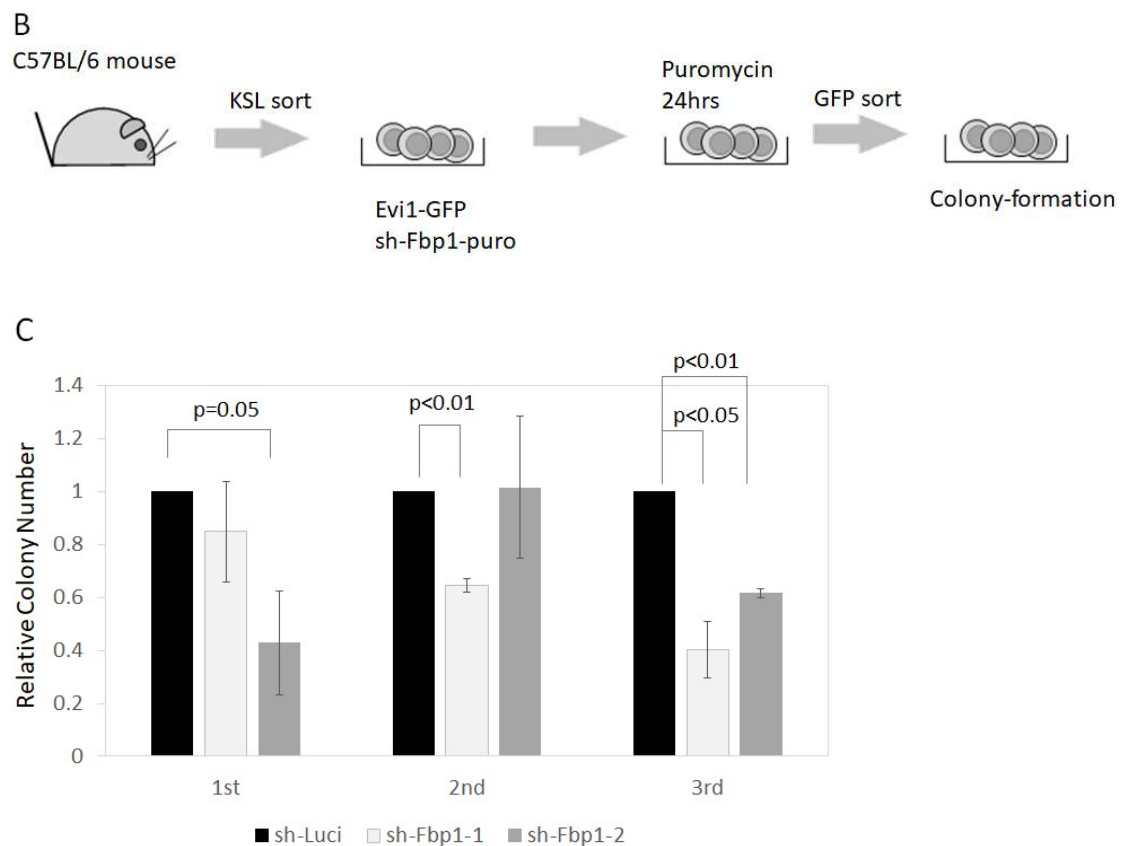 B
C57BL/6 mouse
KSL sort
Evi1-GFP
sh-Fbp1-puro
Puromycin
24hrs
GFP sort
Colony-formation
C
Relative Colony Number
1.4
1.2
1
0.8
0.6
0.4
0.2
0
p=0.05
p<0.01
p<0.01
p<0.05
1st
2nd
3rd
sh-Luci
sh-Fbp1-1
sh-Fbp1-2